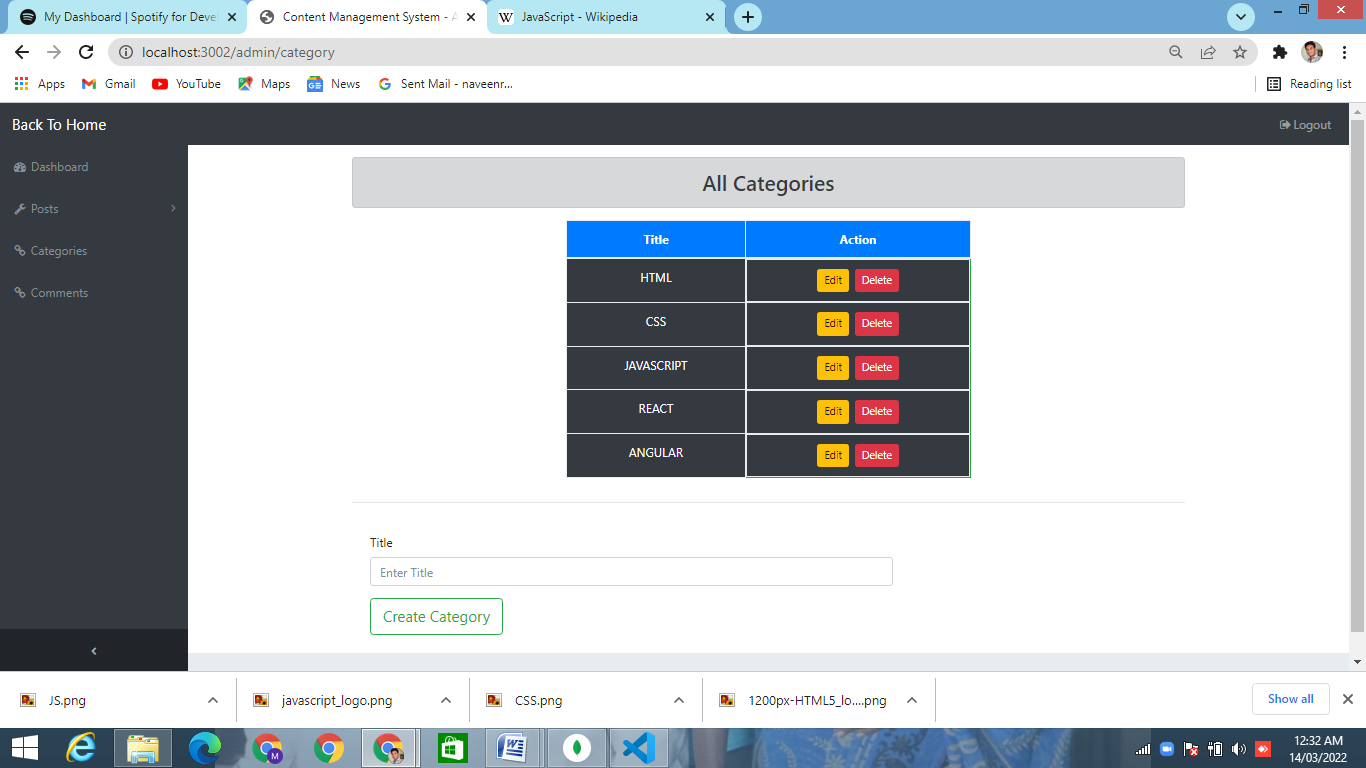 My Dashboard | Spotify for Devel
Content Management System - A
JavaScript - Wikipedia
localhost:3002/admin/category
Apps
Gmail
YouTube
Maps
News
Sent Mail - naveenr...
Reading list
Back To Home
Logout
Dashboard
Posts
Categories
Comments
All Categories
Title Action
HTML Edit Delete
CSS Edit Delete
JAVASCRIPT Edit Delete
REACT Edit Delete
ANGULAR Edit Delete
Title
Enter Title
Create Category
JS.png
javascript_logo.png
CSS.png
1200px-HTML5_lo....png
Show all
12:32 AM
14/03/2022